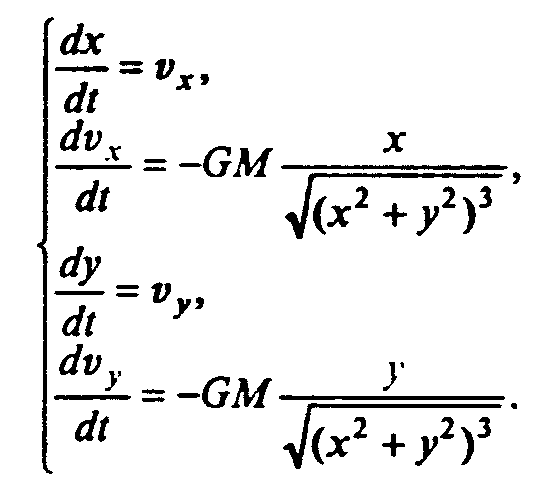 dx/dt = v_x,
dv_x/dt = -GM x/√((x² + y²)³),
dy/dt = v_y,
dv_y/dt = -GM y/√((x² + y²)³).